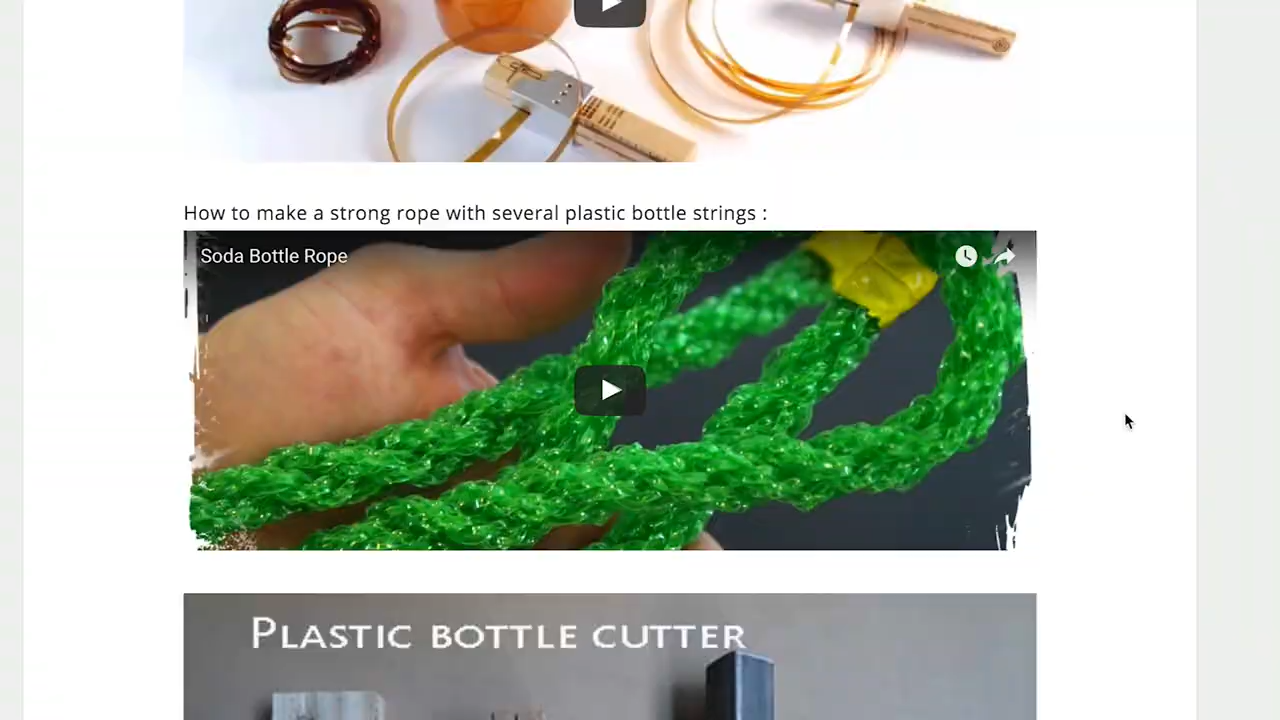 How to make a strong rope with several plastic bottle strings :
Soda Bottle Rope
Plastic bottle cutter